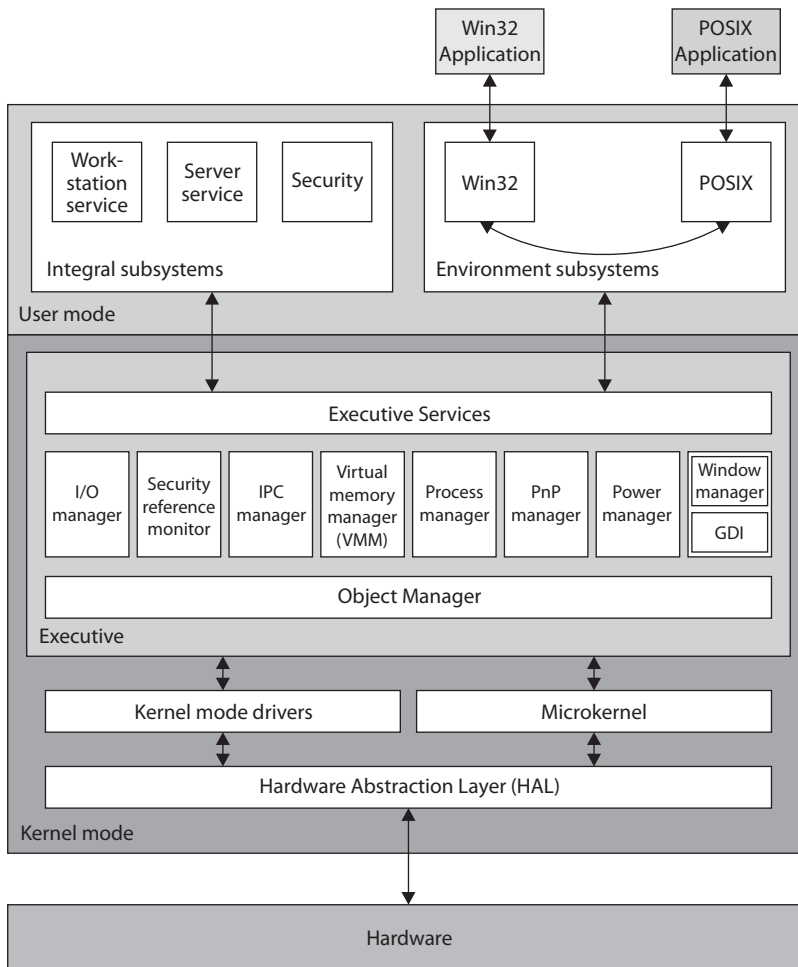 Win32
Application
POSIX
Application
Work-
station
service
Server
service
Security
Win32
POSIX
Integral subsystems
Environment subsystems
User mode
Executive Services
I/O
manager
Security
reference
monitor
IPC
manager
Virtual
memory
manager
(VMM)
Process
manager
PnP
manager
Power
manager
Window
manager
GDI
Object Manager
Executive
Kernel mode drivers
Microkernel
Hardware Abstraction Layer (HAL)
Kernel mode
Hardware